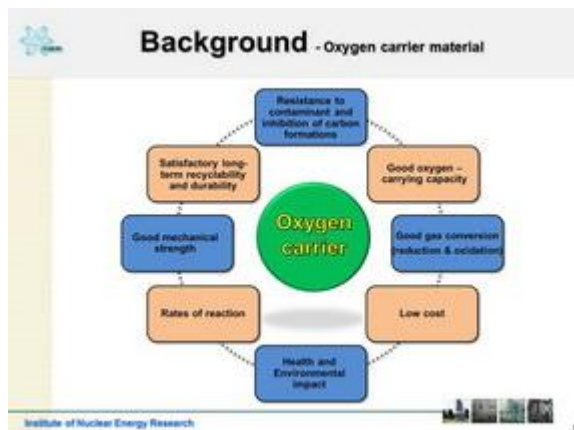 Background - Oxygen carrier material
Resistance to
contaminant and
inhibition of carbon
formations
Satisfactory long-
term recyclability
and durability
Good oxygen –
carrying capacity
Oxygen
carrier
Good mechanical
strength
Good gas conversion
(reduction & ocidation)
Rates of reaction
Low cost
Health and
Environmental
impact
Institute of Nuclear Energy Research